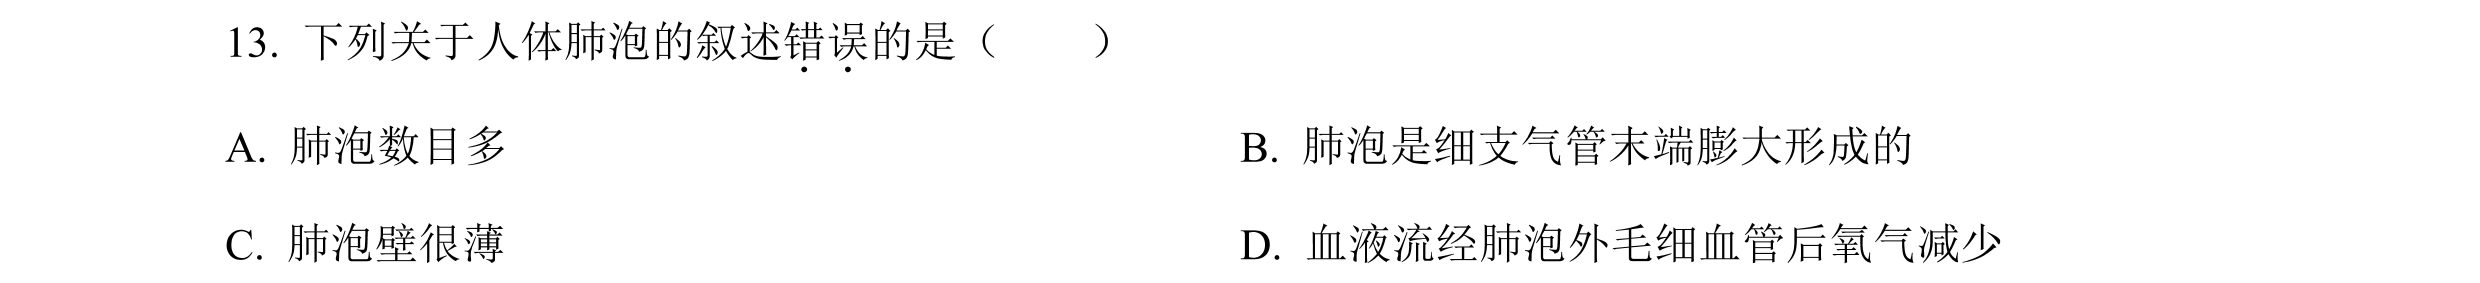 13. 下列关于人体肺泡的叙述错误的是（　　）
A. 肺泡数目多　　B. 肺泡是细支气管末端膨大形成的
C. 肺泡壁很薄　　D. 血液流经肺泡外毛细血管后氧气减少